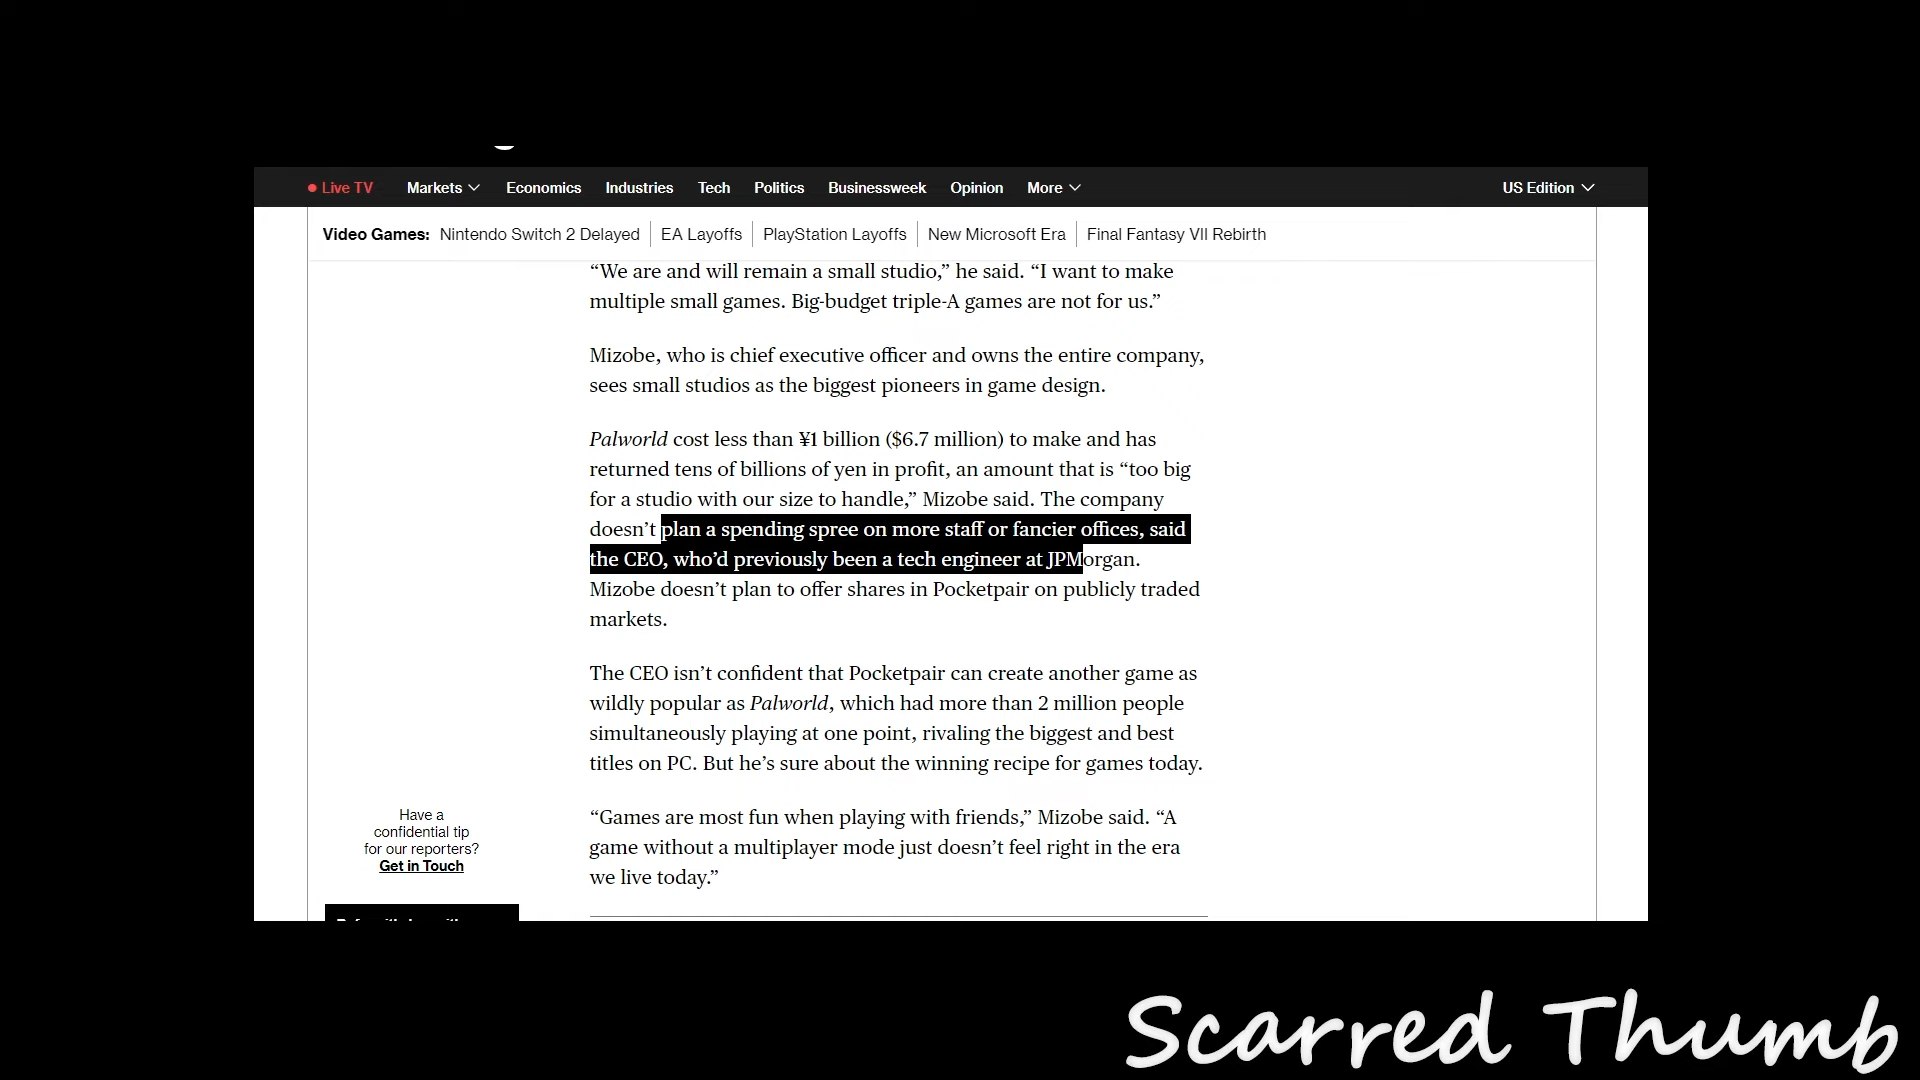 Live TV Markets Economics Industries Tech Politics Businessweek Opinion More US Edition
Video Games: Nintendo Switch 2 Delayed EA Layoffs PlayStation Layoffs New Microsoft Era Final Fantasy VII Rebirth
“We are and will remain a small studio,” he said. “I want to make
multiple small games. Big-budget triple-A games are not for us.”
Mizobe, who is chief executive officer and owns the entire company,
sees small studios as the biggest pioneers in game design.
Palworld cost less than ¥1 billion ($6.7 million) to make and has
returned tens of billions of yen in profit, an amount that is “too big
for a studio with our size to handle,” Mizobe said. The company
doesn’t plan a spending spree on more staff or fancier offices, said
the CEO, who’d previously been a tech engineer at JPMorgan.
Mizobe doesn’t plan to offer shares in Pocketpair on publicly traded
markets.
The CEO isn’t confident that Pocketpair can create another game as
wildly popular as Palworld, which had more than 2 million people
simultaneously playing at one point, rivaling the biggest and best
titles on PC. But he’s sure about the winning recipe for games today.
“Games are most fun when playing with friends,” Mizobe said. “A
game without a multiplayer mode just doesn’t feel right in the era
we live today.”
Have a
confidential tip
for our reporters?
Get in Touch
Scarred Thumb